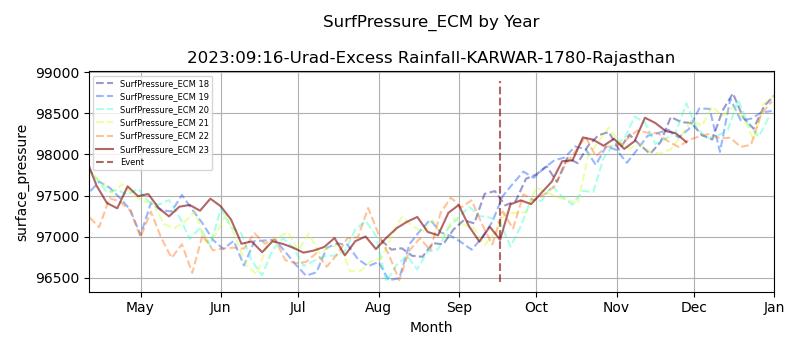 SurfPressure_ECM by Year
2023:09:16-Urad-Excess Rainfall-KARWAR-1780-Rajasthan
99000
98500
98000
97500
97000
96500
surface_pressure
SurfPressure_ECM 18
SurfPressure_ECM 19
SurfPressure_ECM 20
SurfPressure_ECM 21
SurfPressure_ECM 22
SurfPressure_ECM 23
Event
May Jun Jul Aug Sep Oct Nov Dec Jan
Month